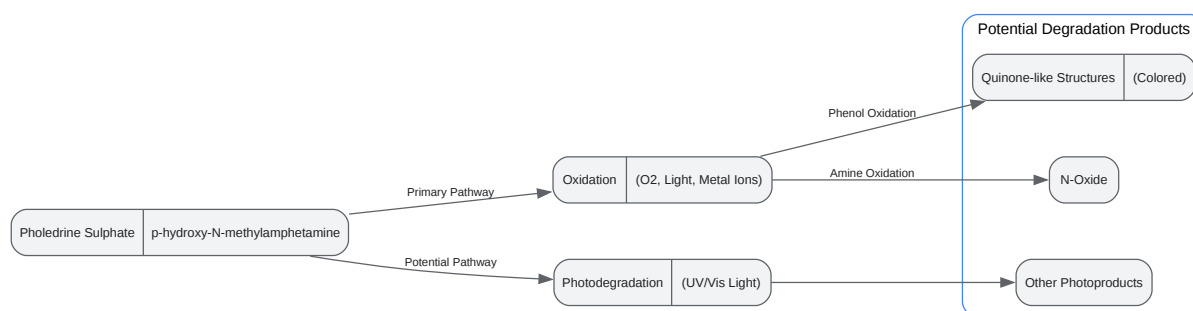 Potential Degradation Products
Quinone-like Structures (Colored)
Phenol Oxidation
Oxidation (O2, Light, Metal Ions)
Amine Oxidation
N-Oxide
Primary Pathway
Pholedrine Sulphate p-hydroxy-N-methylamphetamine
Potential Pathway
Photodegradation (UV/Vis Light)
Other Photoproducts